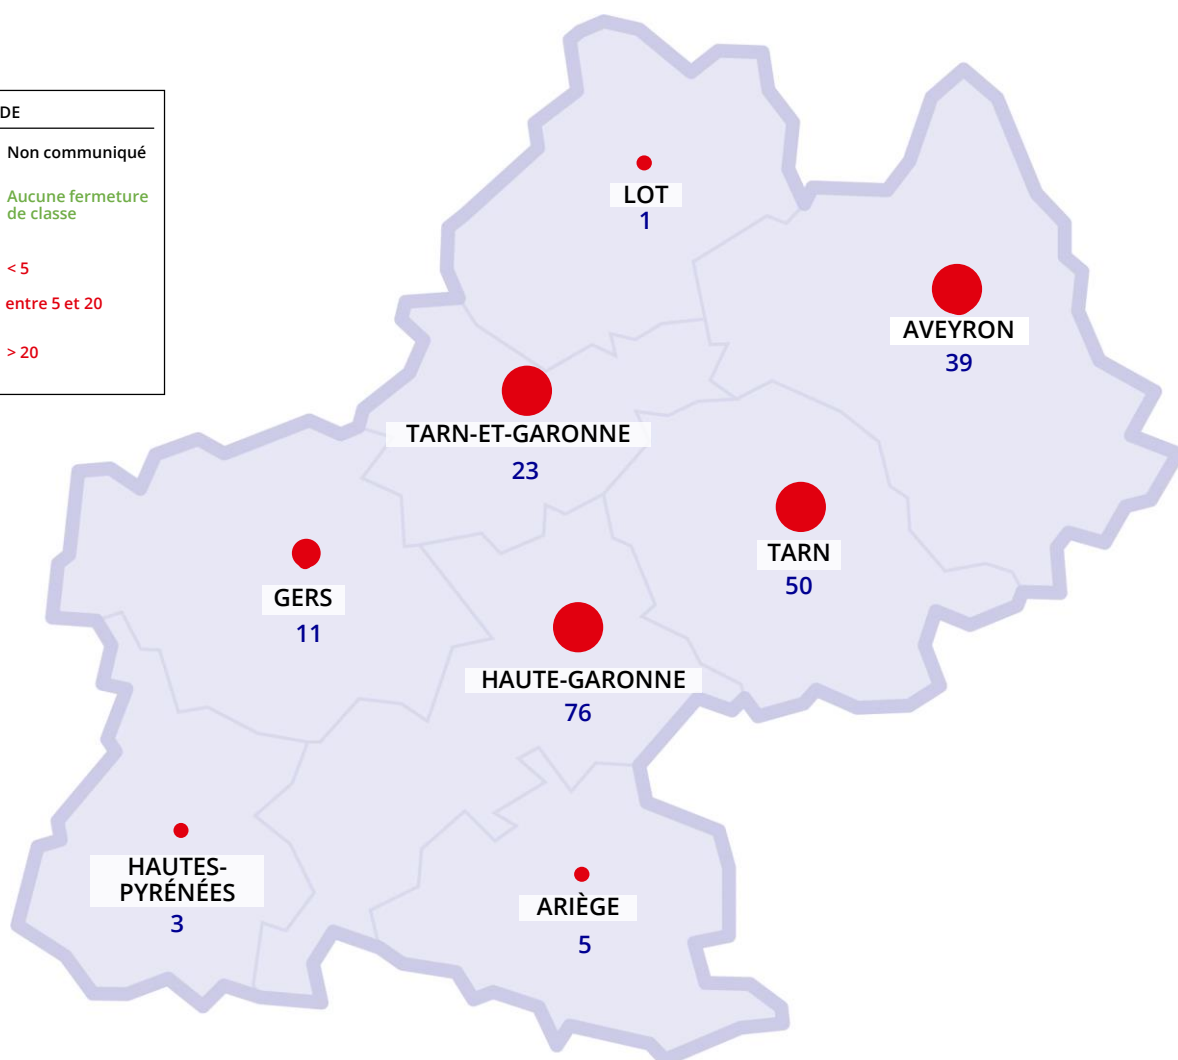 DE
Non communiqué
Aucune fermeture
de classe
< 5
entre 5 et 20
> 20
LOT
1
AVEYRON
39
TARN-ET-GARONNE
23
TARN
50
GERS
11
HAUTE-GARONNE
76
HAUTES-
PYRÉNÉES
3
ARIÈGE
5